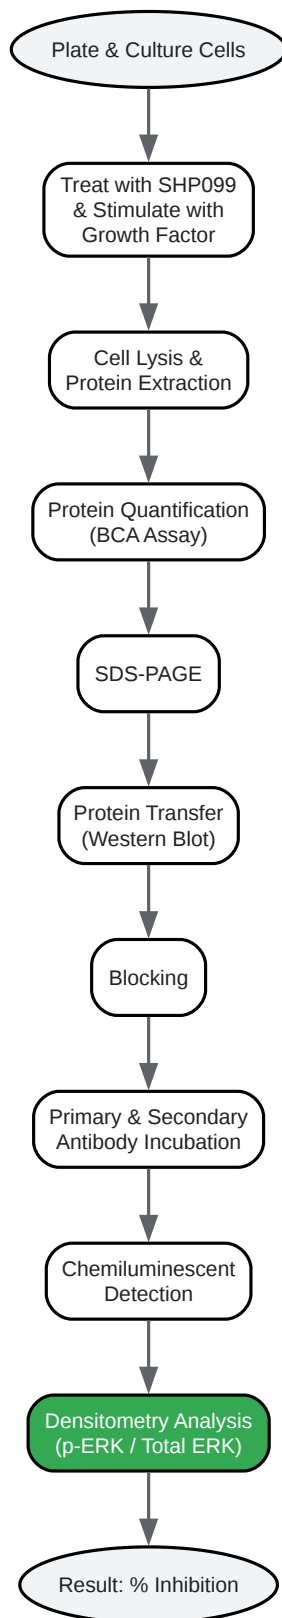 Plate & Culture Cells
Treat with SHP099
& Stimulate with
Growth Factor
Cell Lysis &
Protein Extraction
Protein Quantification
(BCA Assay)
SDS-PAGE
Protein Transfer
(Western Blot)
Blocking
Primary & Secondary
Antibody Incubation
Chemiluminescent
Detection
Densitometry Analysis
(p-ERK / Total ERK)
Result: % Inhibition